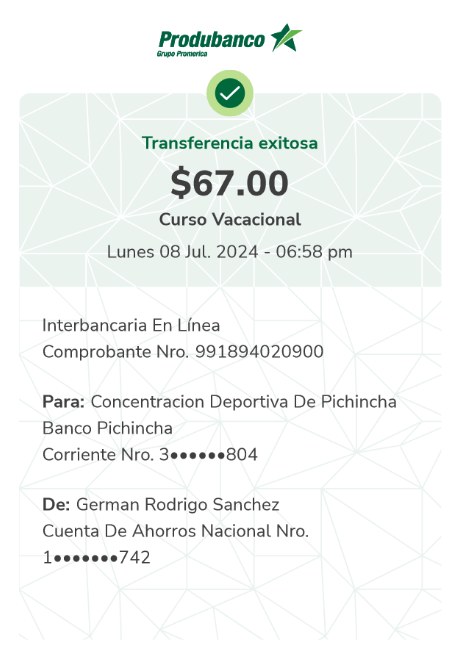 Produbanco
Grupo Promerica
Transferencia exitosa
$67.00
Curso Vacacional
Lunes 08 Jul. 2024 - 06:58 pm
Interbancaria En Línea
Comprobante Nro. 991894020900
Para: Concentracion Deportiva De Pichincha
Banco Pichincha
Corriente Nro. 3●●●●●●804
De: German Rodrigo Sanchez
Cuenta De Ahorros Nacional Nro.
1●●●●●●●742